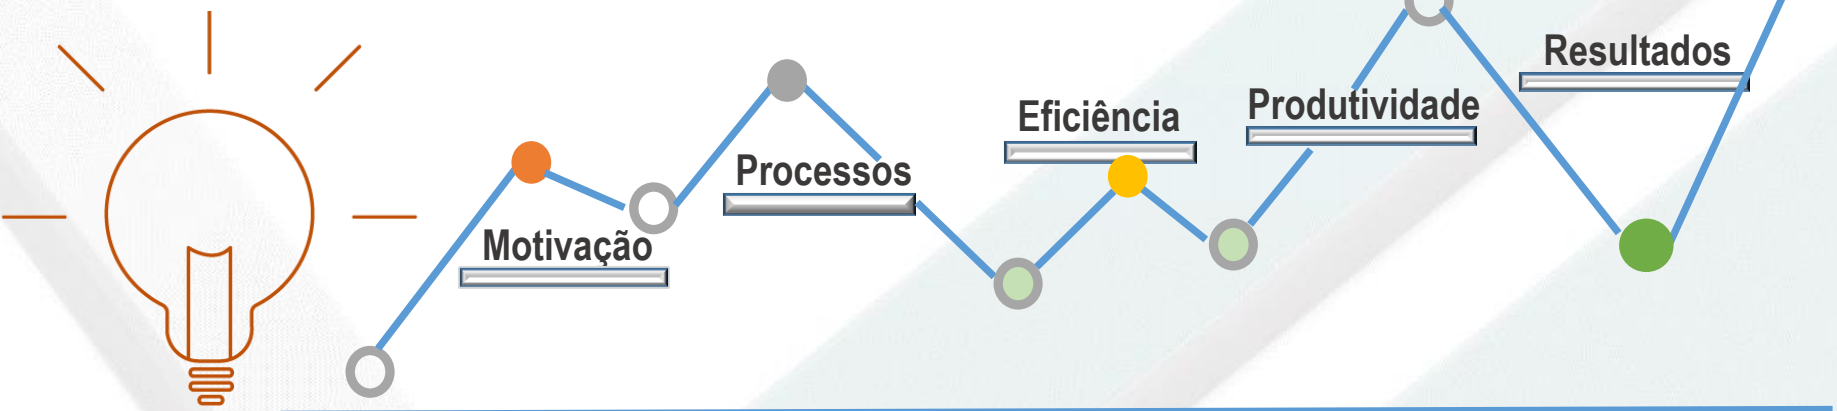 Motivação
Processos
Eficiência
Produtividade
Resultados